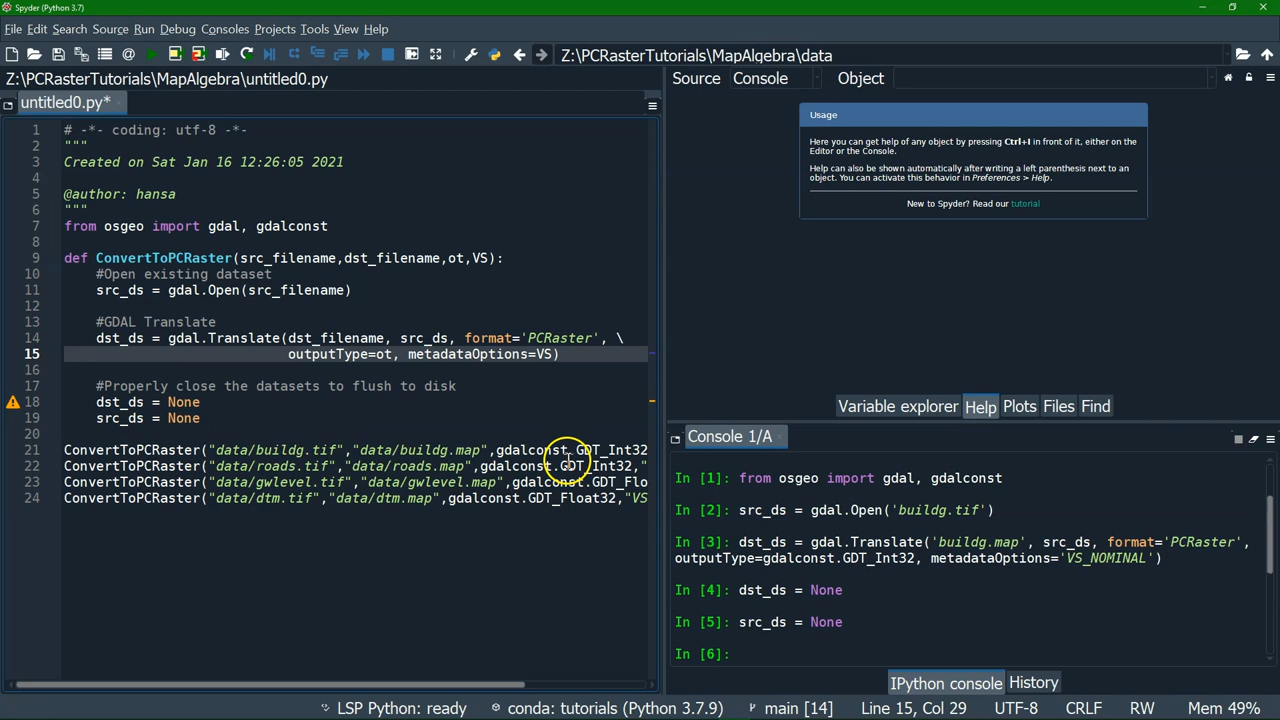 Spyder (Python 3.7)
File Edit Search Source Run Debug Consoles Projects Tools View Help
Z:\PCRasterTutorials\MapAlgebra\data
Z:\PCRasterTutorials\MapAlgebra\untitled0.py
Source Console Object
untitled0.py*
1 # -*- coding: utf-8 -*-
2 """
3 Created on Sat Jan 16 12:26:05 2021
4
5 @author: hansa
6 """
7 from osgeo import gdal, gdalconst
8
9 def ConvertToPCRaster(src_filename,dst_filename,ot,VS):
10 #Open existing dataset
11 src_ds = gdal.Open(src_filename)
12
13 #GDAL Translate
14 dst_ds = gdal.Translate(dst_filename, src_ds, format='PCRaster', \
15 outputType=ot, metadataOptions=VS)
16
17 #Properly close the datasets to flush to disk
18 dst_ds = None
19 src_ds = None
20
21 ConvertToPCRaster("data/buildg.tif","data/buildg.map",gdalconst.GDT_Int32
22 ConvertToPCRaster("data/roads.tif","data/roads.map",gdalconst.GDT_Int32,"
23 ConvertToPCRaster("data/gwlevel.tif","data/gwlevel.map",gdalconst.GDT_Flo
24 ConvertToPCRaster("data/dtm.tif","data/dtm.map",gdalconst.GDT_Float32,"VS
Usage
Here you can get help of any object by pressing Ctrl+I in front of it, either on the
Editor or the Console.
Help can also be shown automatically after writing a left parenthesis next to an
object. You can activate this behavior in Preferences > Help.
New to Spyder? Read our tutorial
Variable explorer Help Plots Files Find
Console 1/A
In [1]: from osgeo import gdal, gdalconst
In [2]: src_ds = gdal.Open('buildg.tif')
In [3]: dst_ds = gdal.Translate('buildg.map', src_ds, format='PCRaster',
outputType=gdalconst.GDT_Int32, metadataOptions='VS_NOMINAL')
In [4]: dst_ds = None
In [5]: src_ds = None
In [6]:
IPython console History
LSP Python: ready conda: tutorials (Python 3.7.9) main [14] Line 15, Col 29 UTF-8 CRLF RW Mem 49%